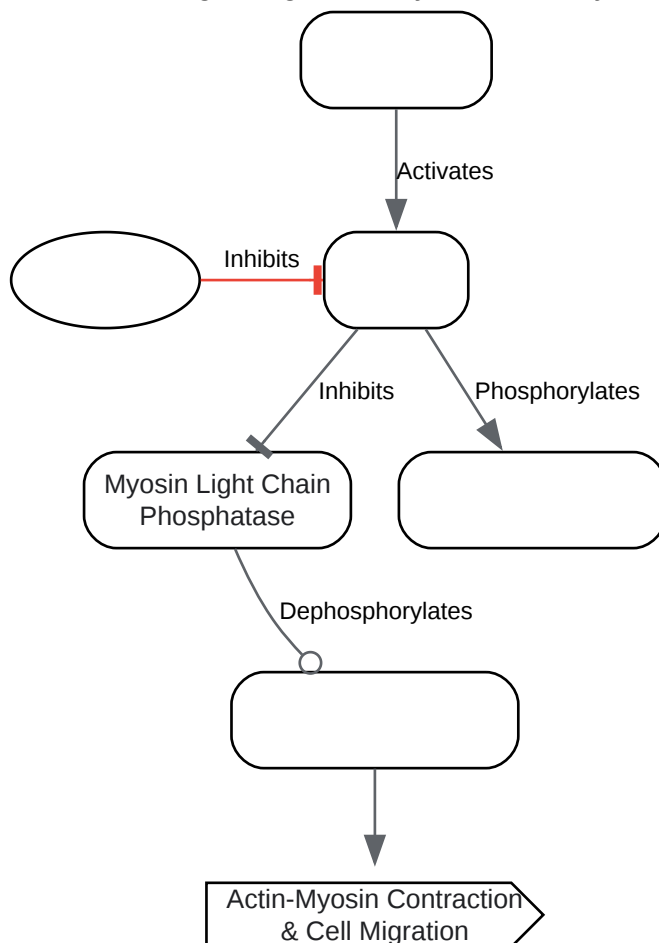 Activates
Inhibits
Inhibits
Phosphorylates
Myosin Light Chain
Phosphatase
Dephosphorylates
Actin-Myosin Contraction
& Cell Migration